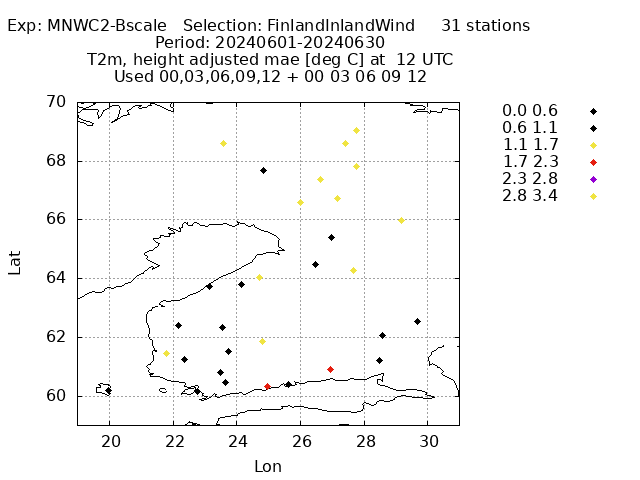 Exp: MNWC2-Bscale   Selection: FinlandInlandWind     31 stations
Period: 20240601-20240630
T2m, height adjusted mae [deg C] at  12 UTC
Used 00,03,06,09,12 + 00 03 06 09 12
0.0 0.6
0.6 1.1
1.1 1.7
1.7 2.3
2.3 2.8
2.8 3.4
70
68
66
64
62
60
Lat
20 22 24 26 28 30
Lon